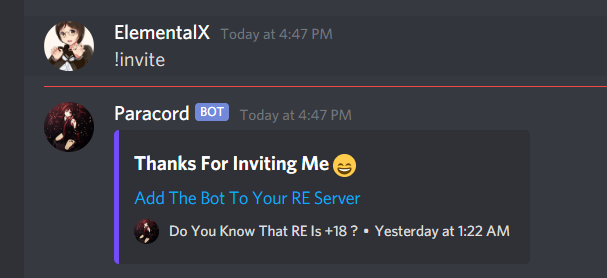 ElementalX Today at 4:47 PM
!invite
Paracord BOT Today at 4:47 PM
Thanks For Inviting Me 😄
Add The Bot To Your RE Server
Do You Know That RE Is +18 ? • Yesterday at 1:22 AM